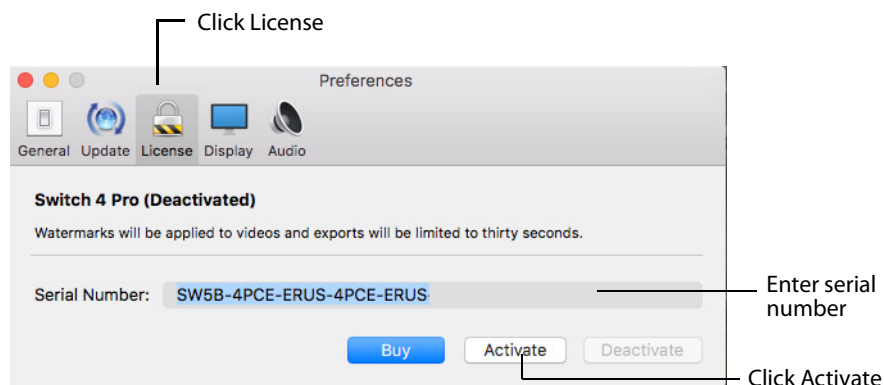 Click License
Preferences
General Update License Display Audio
Switch 4 Pro (Deactivated)
Watermarks will be applied to videos and exports will be limited to thirty seconds.
Serial Number: SW5B-4PCE-ERUS-4PCE-ERUS-
Enter serial
number
Buy Activate Deactivate
Click Activate